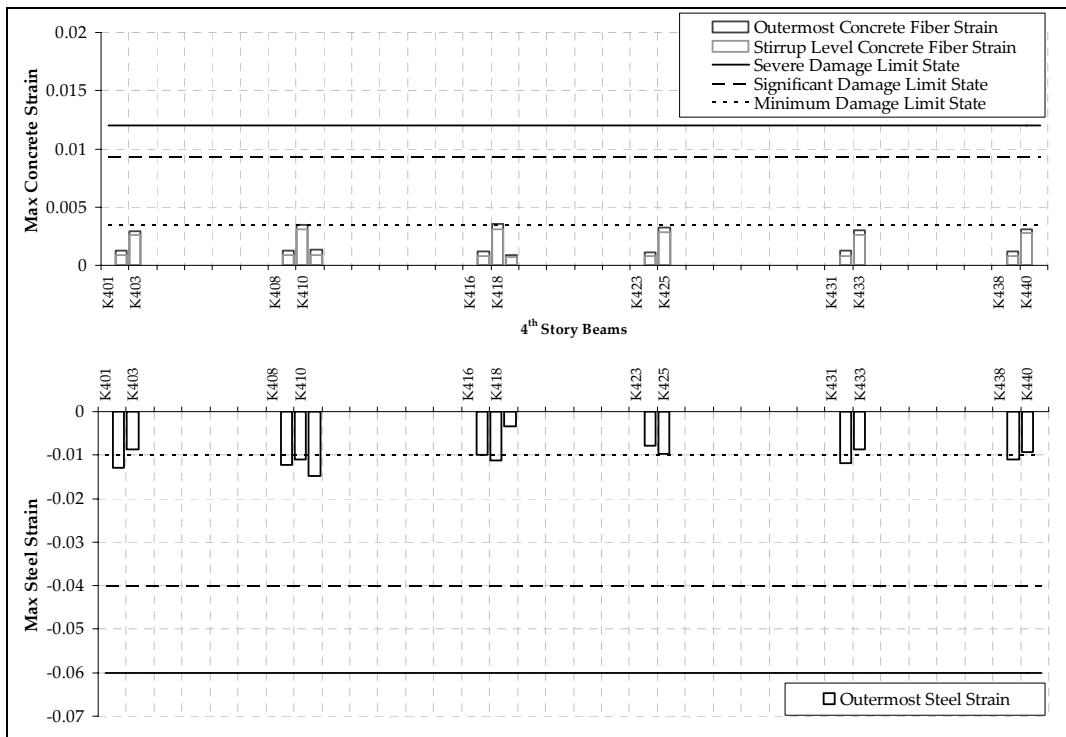 0.02
0.015
0.01
0.005
0
Max Concrete Strain
Outermost Concrete Fiber Strain
Stirrup Level Concrete Fiber Strain
Severe Damage Limit State
Significant Damage Limit State
Minimum Damage Limit State
K401
K403
K408
K410
K416
K418
K423
K425
K431
K433
K438
K440
4th Story Beams
K401
K403
K408
K410
K416
K418
K423
K425
K431
K433
K438
K440
0
-0.01
-0.02
-0.03
-0.04
-0.05
-0.06
-0.07
Max Steel Strain
Outermost Steel Strain